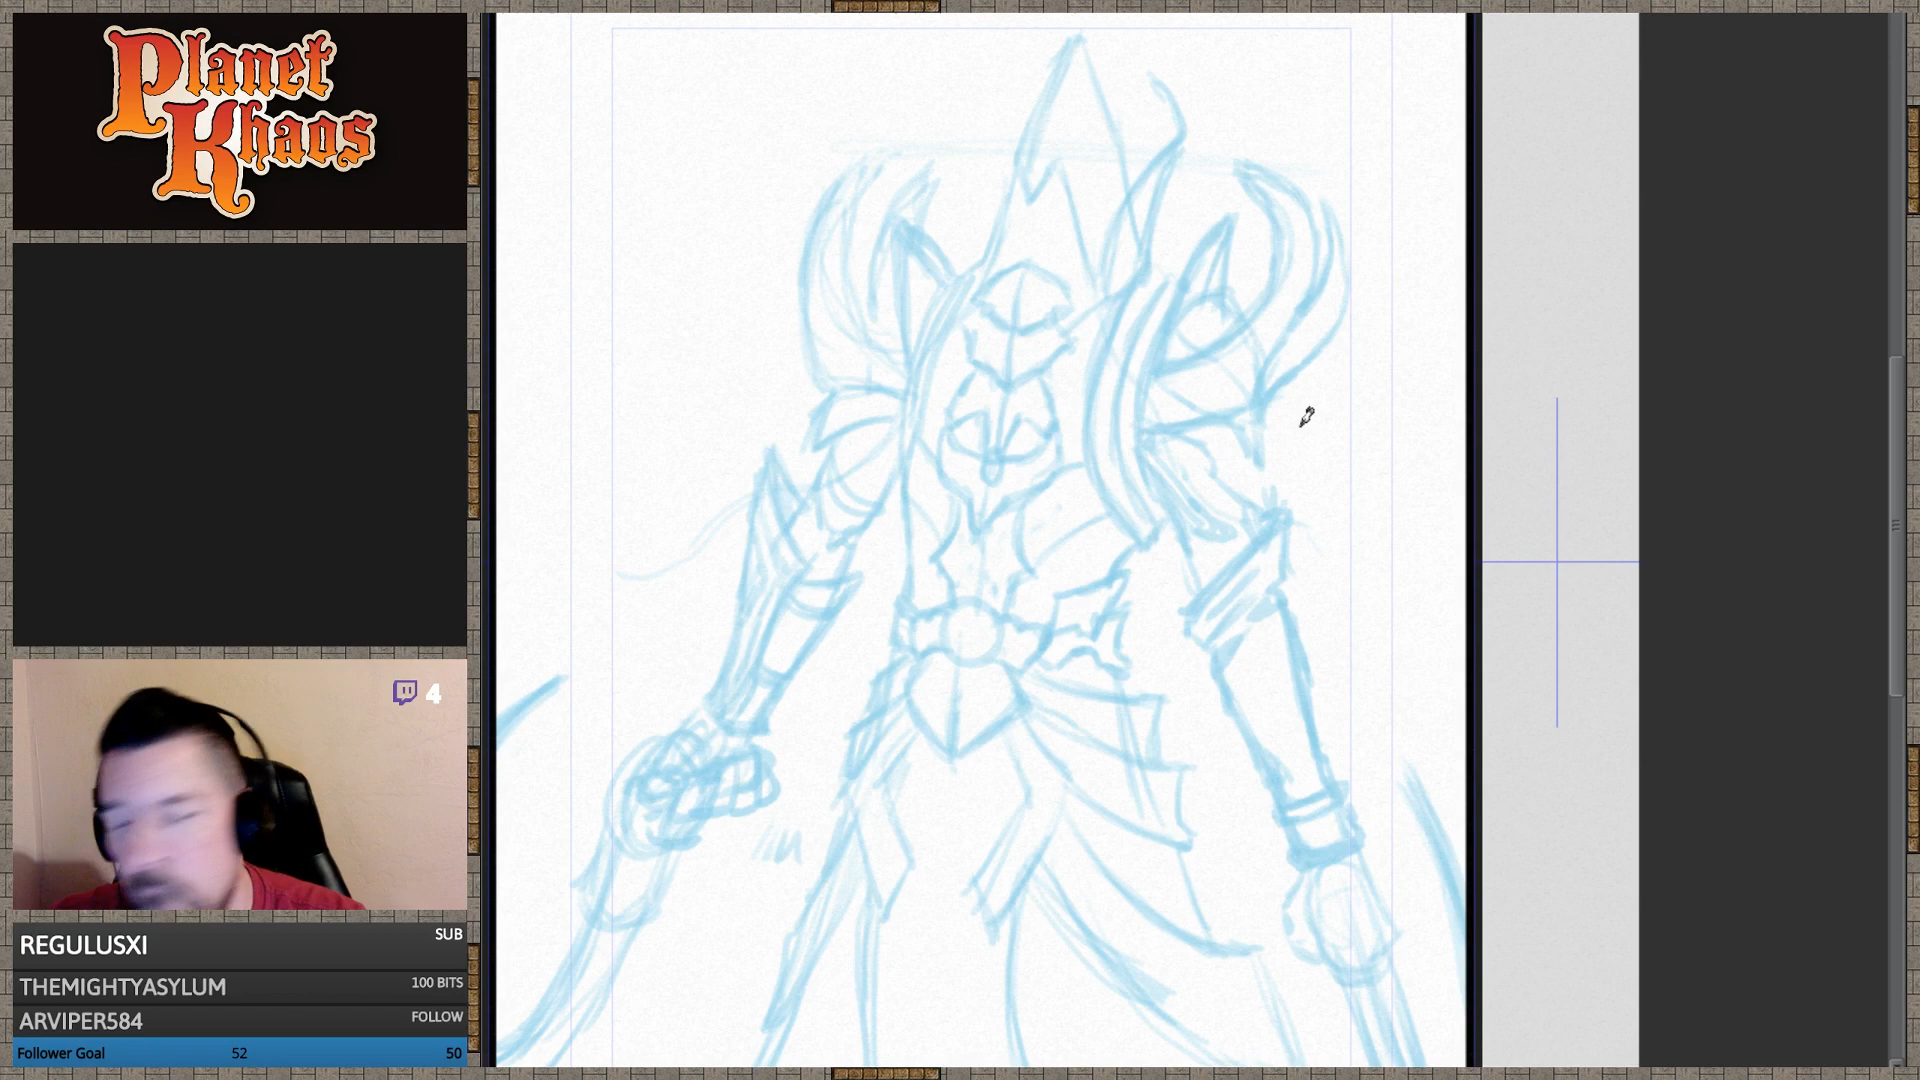 Planet
Khaos
4
REGULUSXI
SUB
THEMIGHTYASYLUM
100 BITS
ARVIPER584
FOLLOW
Follower Goal
52
50